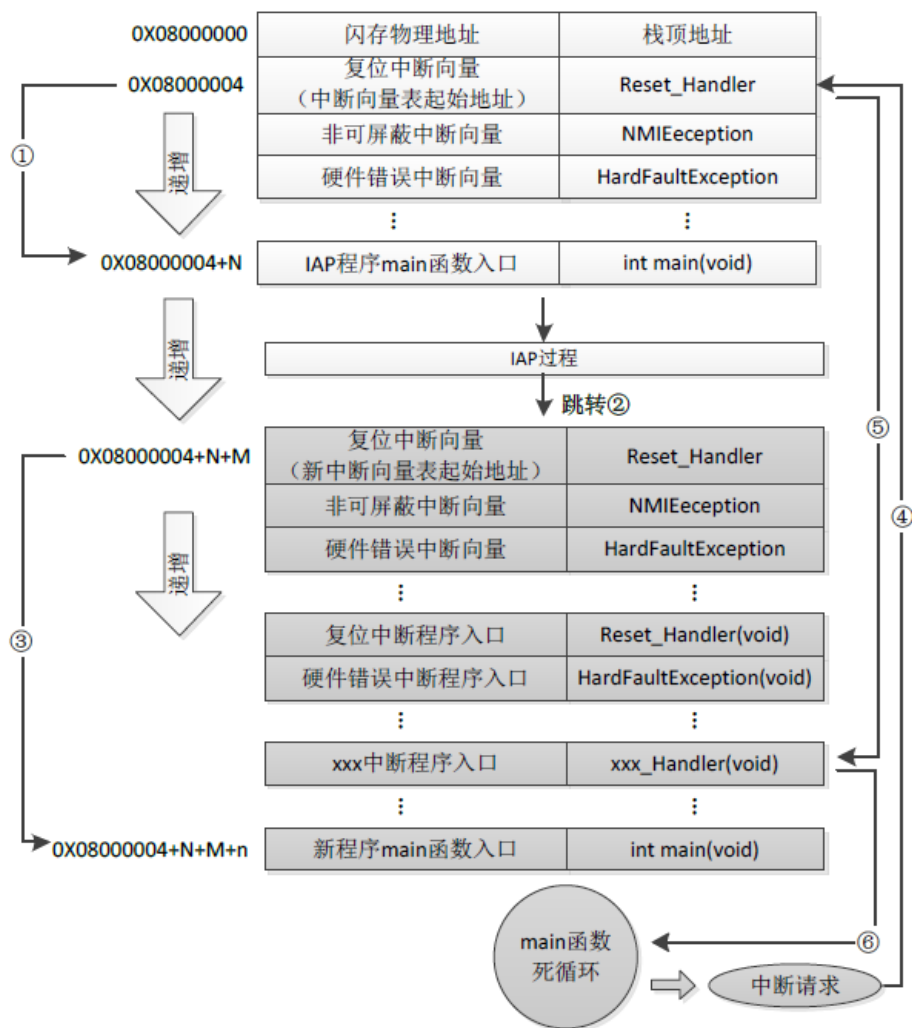 0X08000000 闪存物理地址 栈顶地址
0X08000004 复位中断向量
（中断向量表起始地址） Reset_Handler
非可屏蔽中断向量 NMIEeception
① 递增
硬件错误中断向量 HardFaultException
⋮ ⋮
0X08000004+N IAP程序main函数入口 int main(void)
递增
IAP过程
跳转②
⑤
0X08000004+N+M 复位中断向量
（新中断向量表起始地址） Reset_Handler
非可屏蔽中断向量 NMIEeception
④
递增
硬件错误中断向量 HardFaultException
⋮ ⋮
③
复位中断程序入口 Reset_Handler(void)
硬件错误中断程序入口 HardFaultException(void)
⋮ ⋮
xxx中断程序入口 xxx_Handler(void)
⋮ ⋮
0X08000004+N+M+n 新程序main函数入口 int main(void)
main函数
死循环
⑥
中断请求